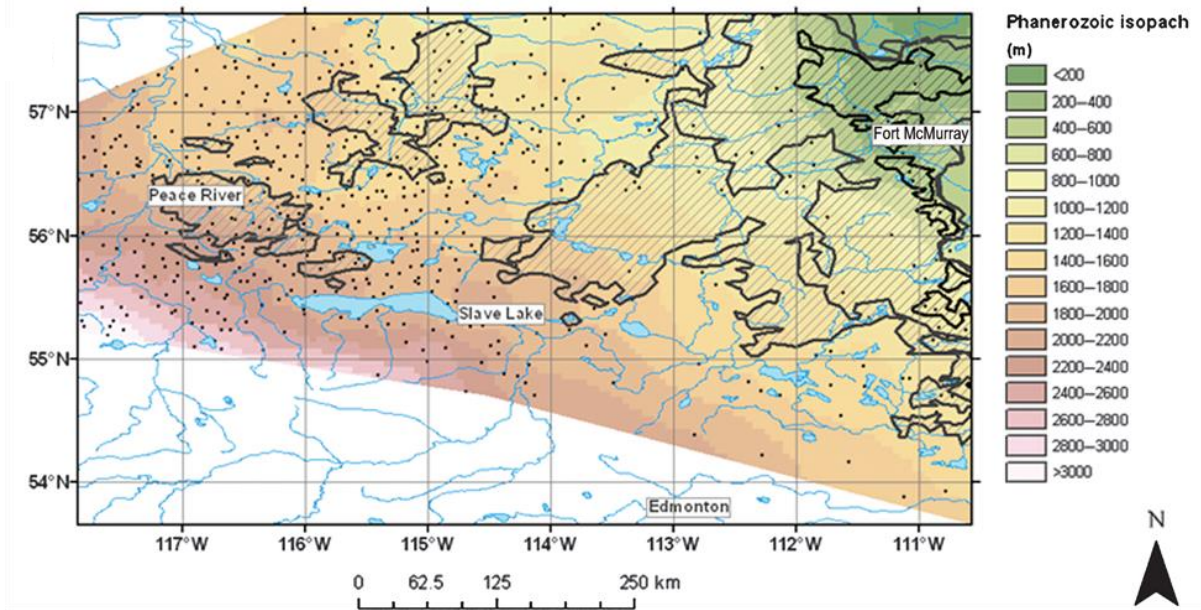 Phanerozoic isopach
(m)
<200
200–400
400–600
600–800
800–1000
1000–1200
1200–1400
1400–1600
1600–1800
1800–2000
2000–2200
2200–2400
2400–2600
2600–2800
2800–3000
>3000
57°N
56°N
55°N
54°N
Fort McMurray
Peace River
Slave Lake
Edmonton
117°W 116°W 115°W 114°W 113°W 112°W 111°W
0 62.5 125 250 km
N